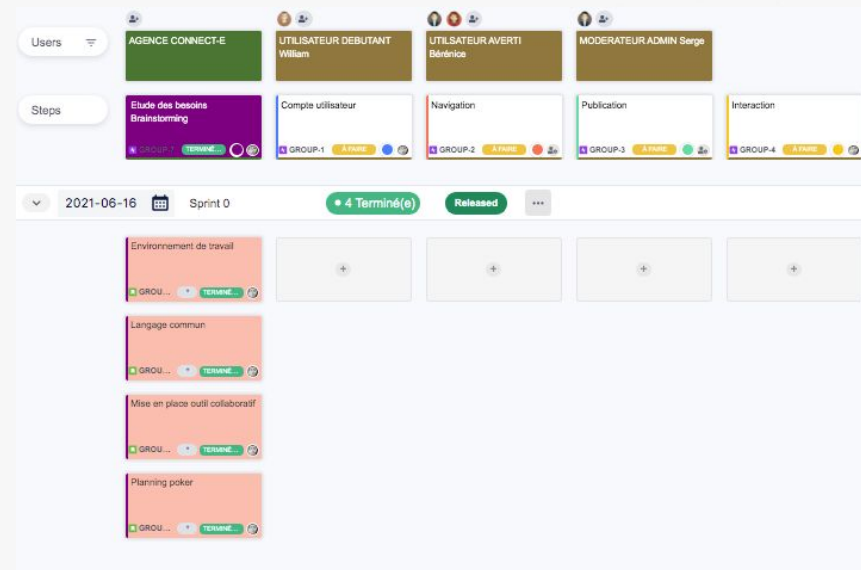 Users
AGENCE CONNECT-E
UTILISATEUR DEBUTANT
William
UTILSATEUR AVERTI
Bérénice
MODERATEUR ADMIN Serge
Steps
Etude des besoins
Brainstorming
GROUP-7 TERMINÉ...
Compte utilisateur
GROUP-1 À FAIRE
Navigation
GROUP-2 À FAIRE
Publication
GROUP-3 À FAIRE
Interaction
GROUP-4 À FAIRE
2021-06-16 Sprint 0 4 Terminé(e) Released ...
Environnement de travail
GROU... TERMINÉ...
Langage commun
GROU... TERMINÉ...
Mise en place outil collaboratif
GROU... TERMINÉ...
Planning poker
GROU... TERMINÉ...